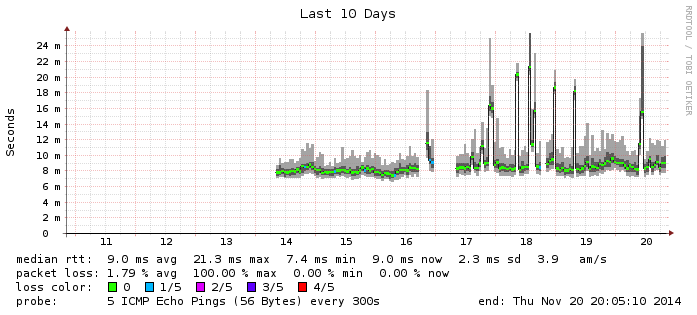 Last 10 Days
RRDTOOL / TOBI OETIKER
Seconds
24 m
22 m
20 m
18 m
16 m
14 m
12 m
10 m
8 m
6 m
4 m
2 m
0
11 12 13 14 15 16 17 18 19 20
median rtt: 9.0 ms avg 21.3 ms max 7.4 ms min 9.0 ms now 2.3 ms sd 3.9 am/s
packet loss: 1.79 % avg 100.00 % max 0.00 % min 0.00 % now
loss color: 0 1/5 2/5 3/5 4/5
probe: 5 ICMP Echo Pings (56 Bytes) every 300s end: Thu Nov 20 20:05:10 2014